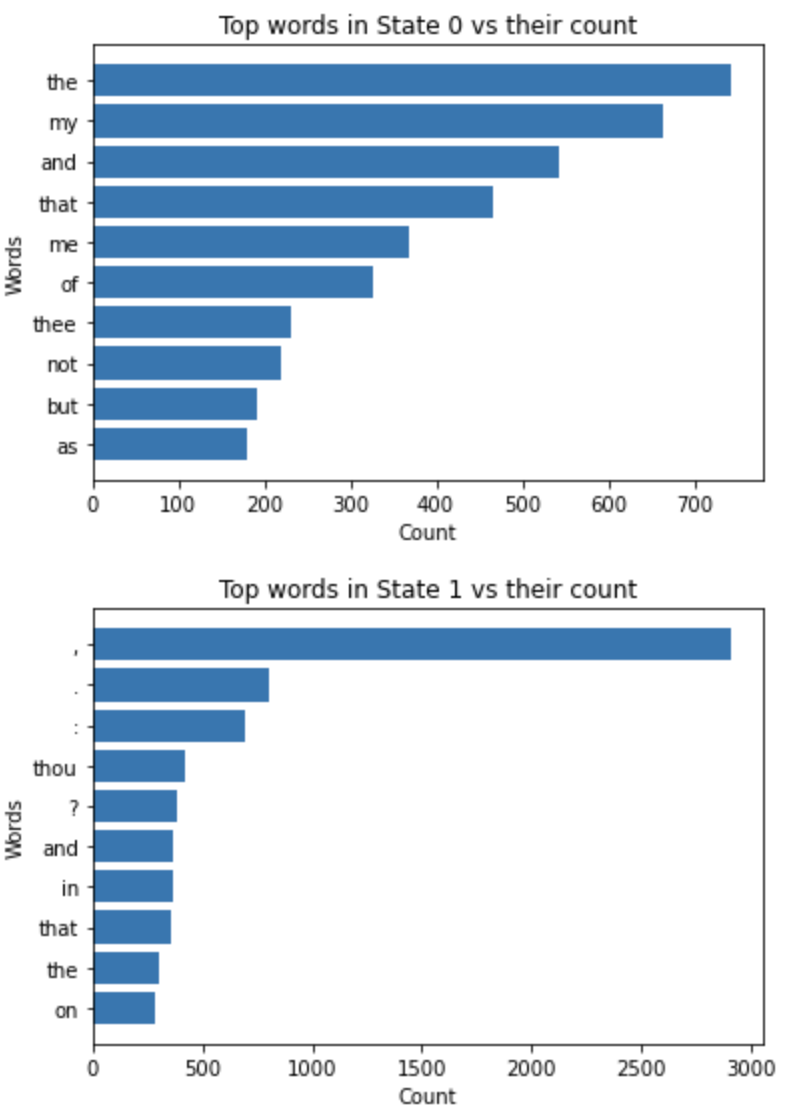 Top words in State 0 vs their count
the
my
and
that
me
of
thee
not
but
as
Words
0 100 200 300 400 500 600 700
Count
Top words in State 1 vs their count
,
.
:
thou
?
and
in
that
the
on
Words
0 500 1000 1500 2000 2500 3000
Count